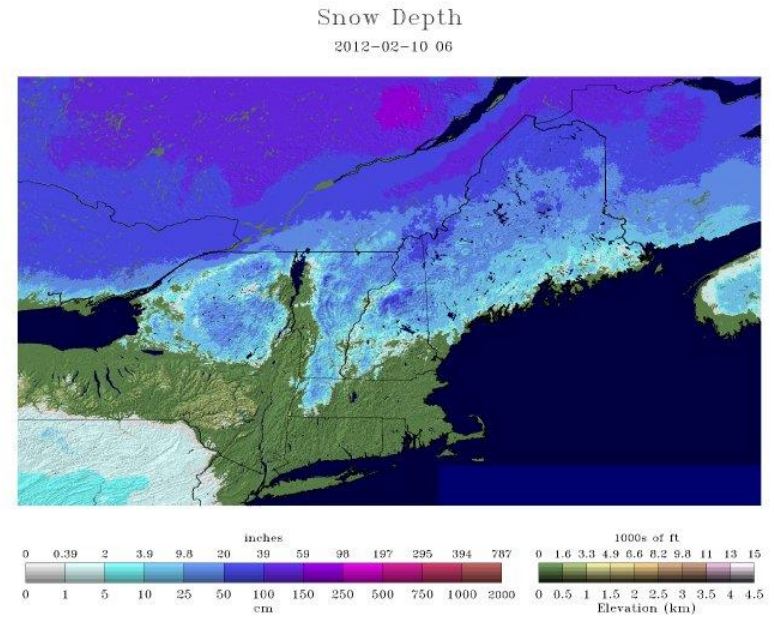 Snow Depth
2012-02-10 06
inches
0 0.39 2 3.9 9.8 20 39 59 98 197 295 394 787
0 1 5 10 25 50 100 150 250 500 750 1000 2000
cm
1000s of ft
0 1.6 3.3 4.9 6.6 8.2 9.8 11 13 15
0 0.5 1 1.5 2 2.5 3 3.5 4 4.5
Elevation (km)